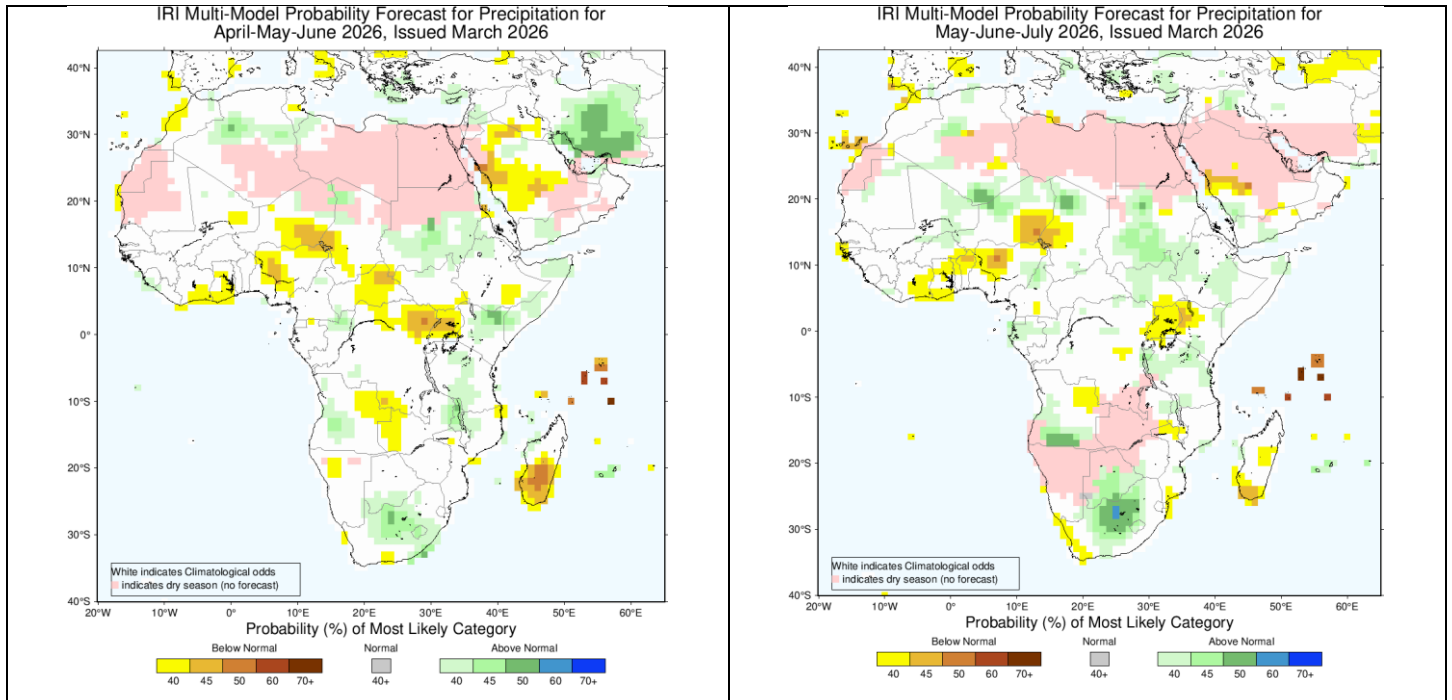 IRI Multi-Model Probability Forecast for Precipitation for
April-May-June 2026, Issued March 2026
40°N
30°N
20°N
10°N
0°
10°S
20°S
30°S
40°S
White indicates Climatological odds
indicates dry season (no forecast)
20°W 10°W 0° 10°E 20°E 30°E 40°E 50°E 60°E
Probability (%) of Most Likely Category
Below Normal Normal Above Normal
40 45 50 60 70+ 40+ 40 45 50 60 70+
IRI Multi-Model Probability Forecast for Precipitation for
May-June-July 2026, Issued March 2026
40°N
30°N
20°N
10°N
0°
10°S
20°S
30°S
40°S
White indicates Climatological odds
indicates dry season (no forecast)
20°W 10°W 0° 10°E 20°E 30°E 40°E 50°E 60°E
Probability (%) of Most Likely Category
Below Normal Normal Above Normal
40 45 50 60 70+ 40+ 40 45 50 60 70+